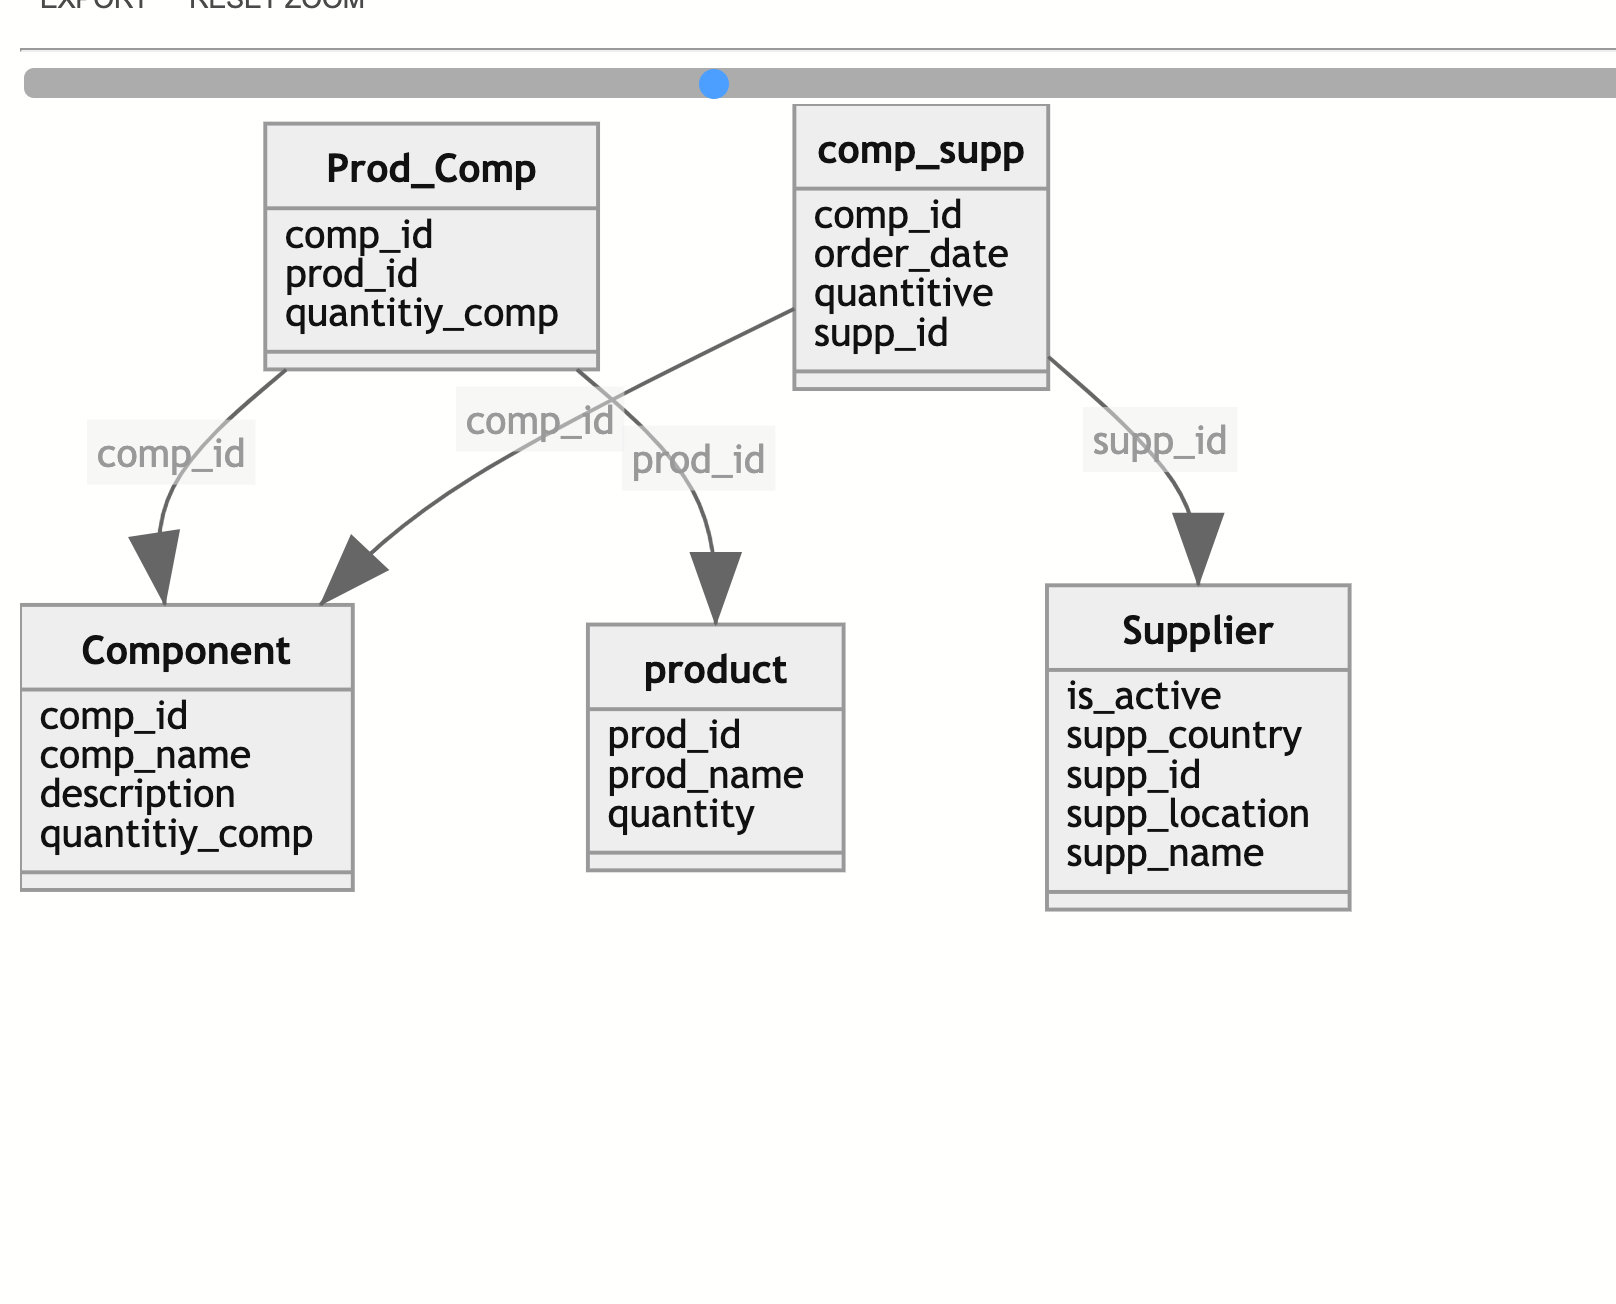 EXPORT RESET ZOOM
Prod_Comp
comp_id
prod_id
quantitiy_comp
comp_supp
comp_id
order_date
quantitive
supp_id
comp_id
comp_id
prod_id
supp_id
Component
comp_id
comp_name
description
quantitiy_comp
product
prod_id
prod_name
quantity
Supplier
is_active
supp_country
supp_id
supp_location
supp_name